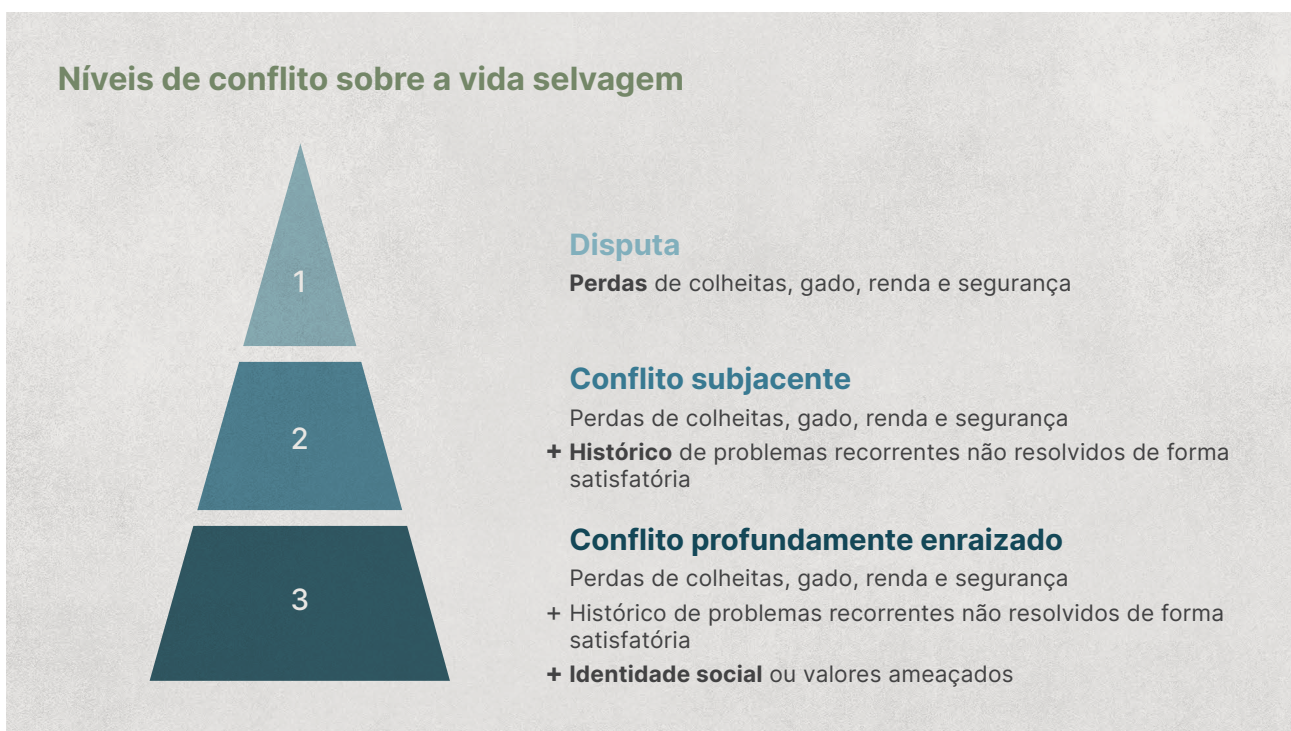 Níveis de conflito sobre a vida selvagem
1
Disputa
Perdas de colheitas, gado, renda e segurança
2
Conflito subjacente
Perdas de colheitas, gado, renda e segurança
+ Histórico de problemas recorrentes não resolvidos de forma
satisfatória
3
Conflito profundamente enraizado
Perdas de colheitas, gado, renda e segurança
+ Histórico de problemas recorrentes não resolvidos de forma
satisfatória
+ Identidade social ou valores ameaçados